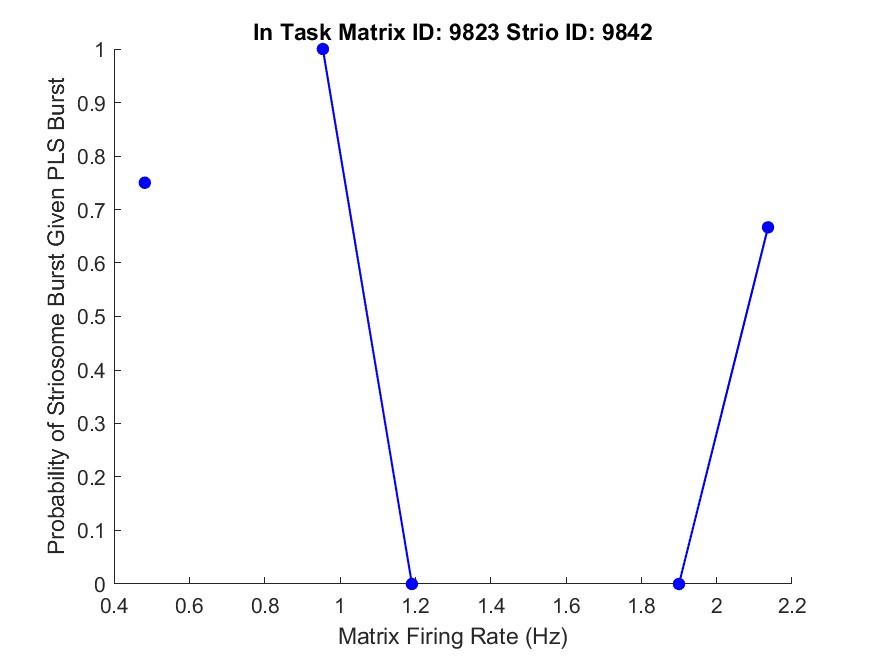 In Task Matrix ID: 9823 Strio ID: 9842
Probability of Striosome Burst Given PLS Burst
1
0.9
0.8
0.7
0.6
0.5
0.4
0.3
0.2
0.1
0
0.4 0.6 0.8 1 1.2 1.4 1.6 1.8 2 2.2
Matrix Firing Rate (Hz)